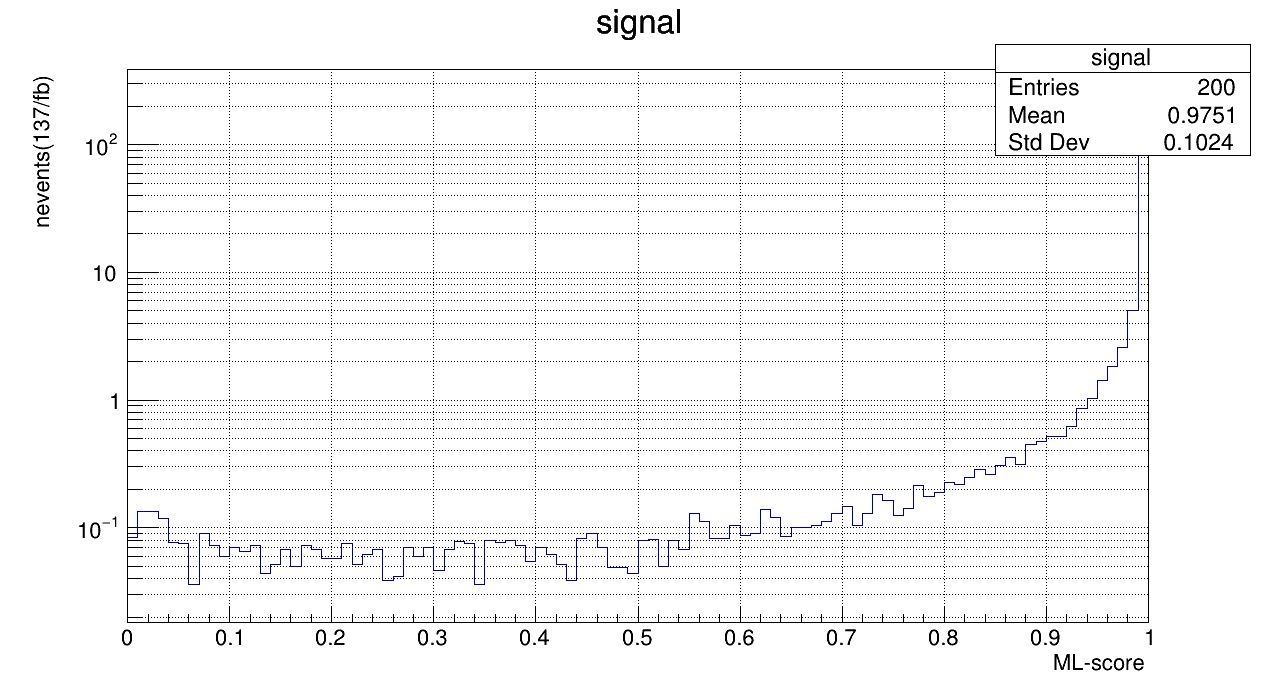 signal
signal
Entries 200
Mean 0.9751
Std Dev 0.1024
nevents(137/fb)
10²
10
1
10⁻¹
0 0.1 0.2 0.3 0.4 0.5 0.6 0.7 0.8 0.9 1
ML-score